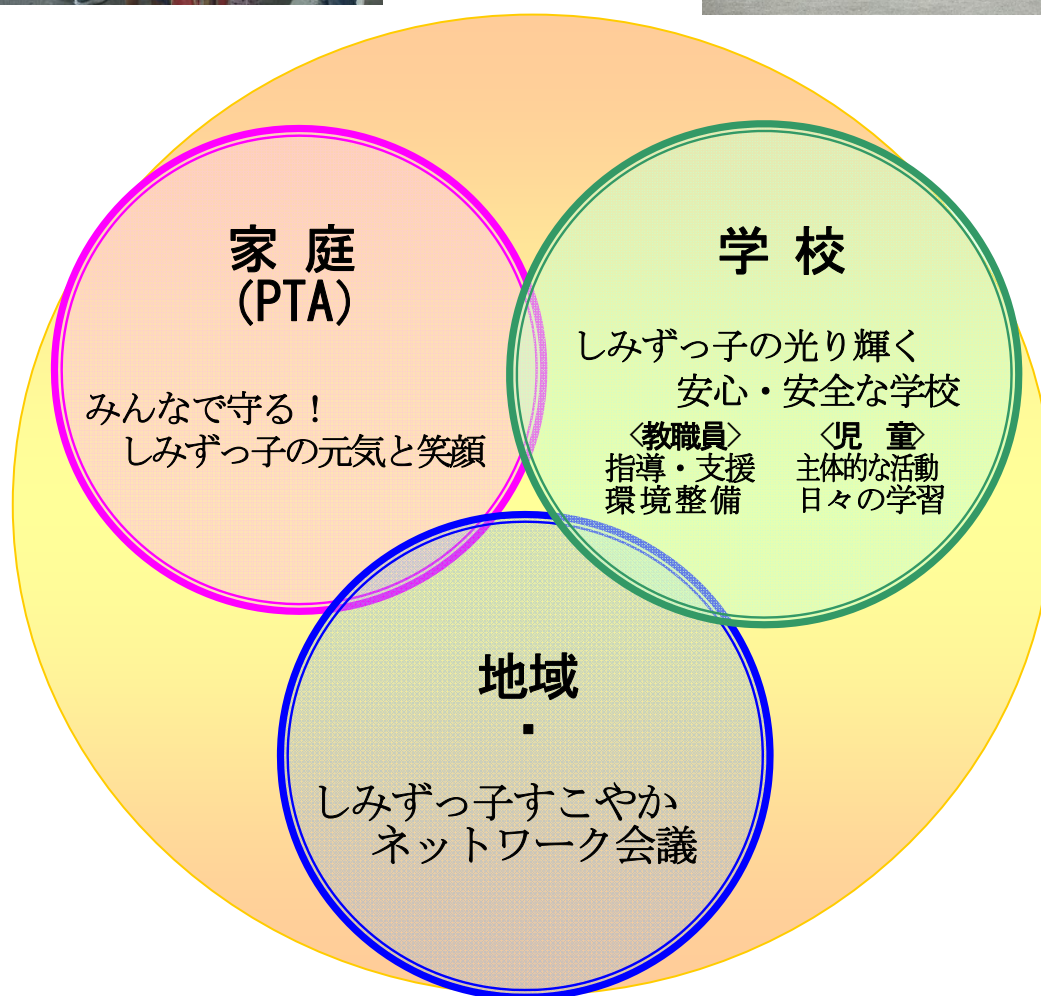 家 庭
(PTA)
みんなで守る！
しみずっ子の元気と笑顔
学 校
しみずっ子の光り輝く
安心・安全な学校
〈教職員〉 〈児 童〉
指導・支援 主体的な活動
環境整備 日々の学習
地域
・
しみずっ子すこやか
ネットワーク会議